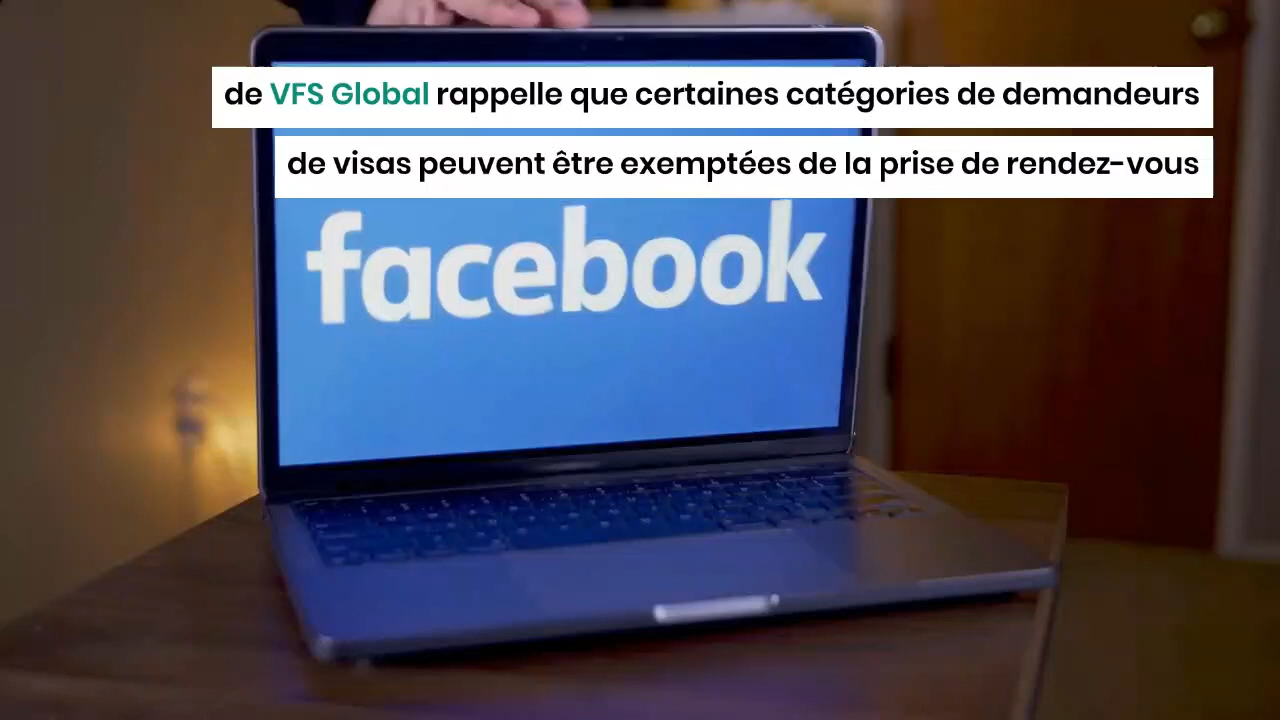 de VFS Global rappelle que certaines catégories de demandeurs
de visas peuvent être exemptées de la prise de rendez-vous
facebook